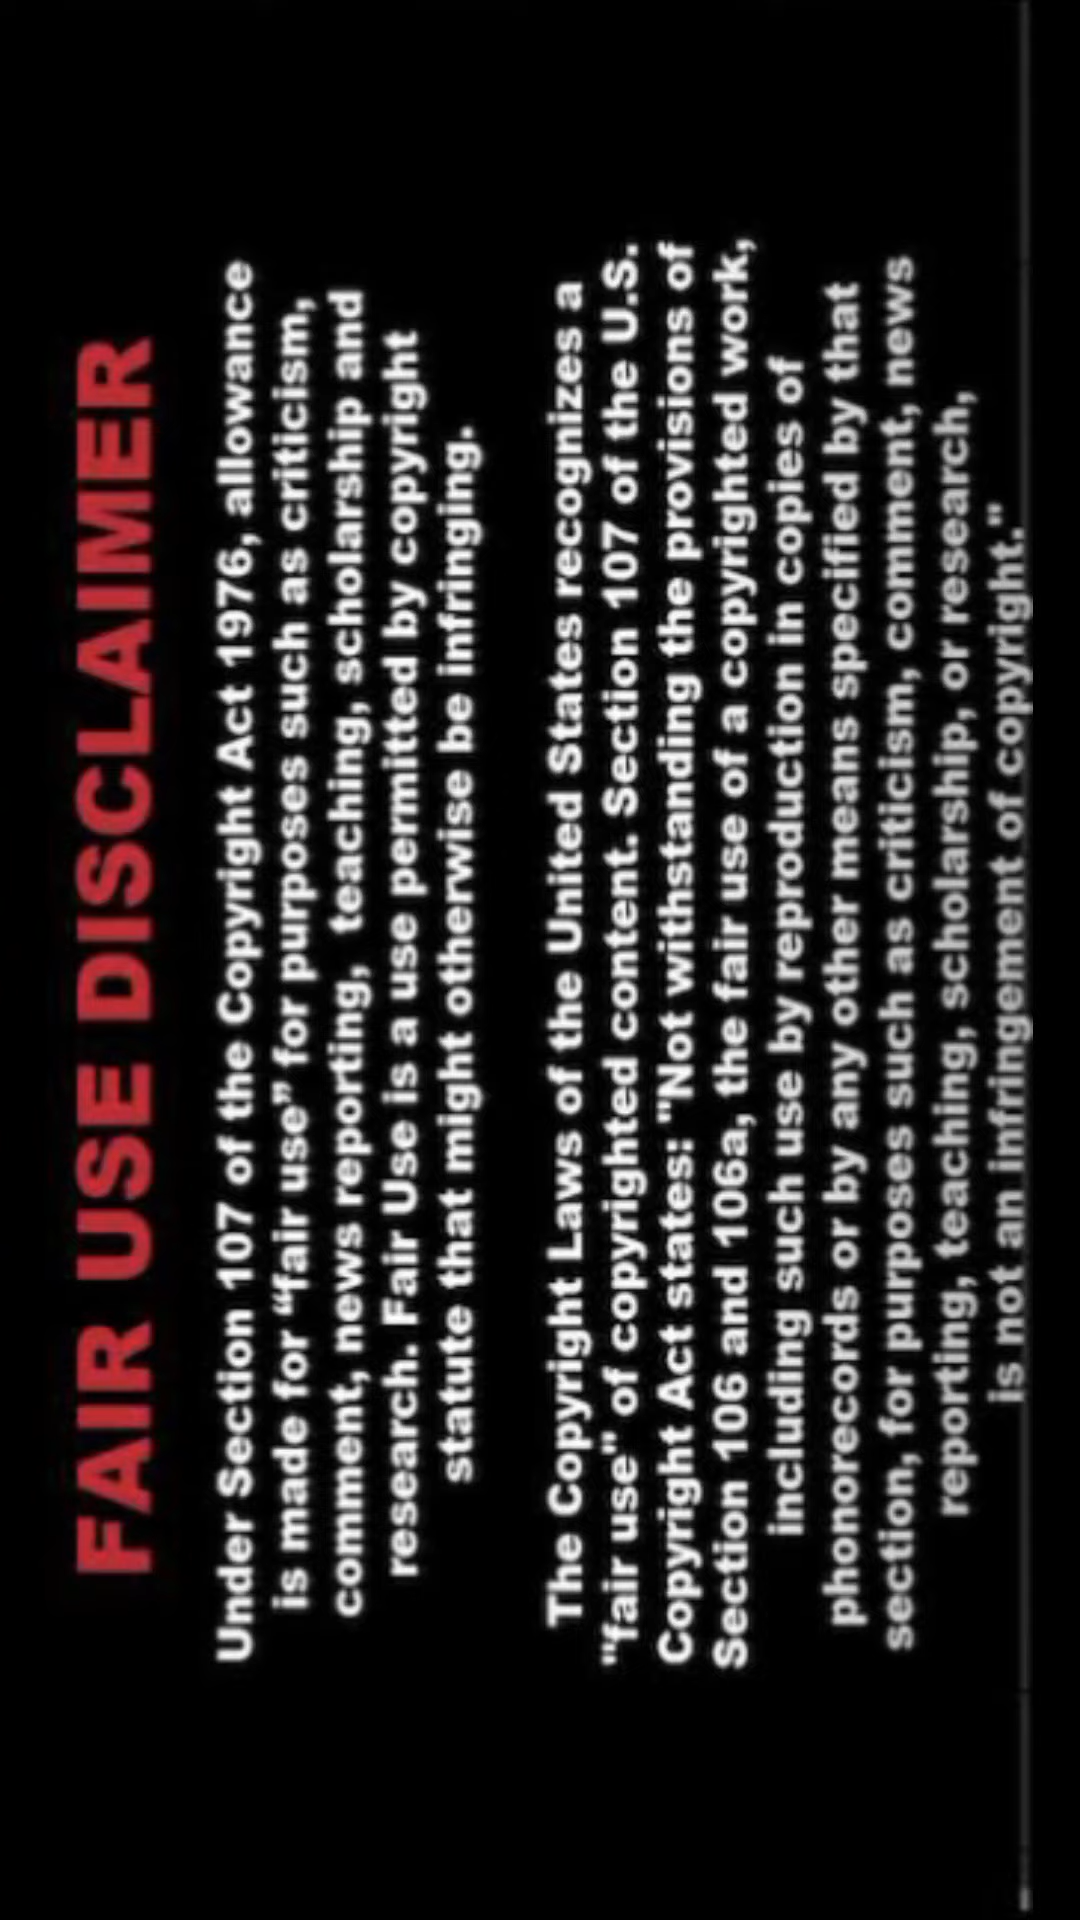 FAIR USE DISCLAIMER
Under Section 107 of the Copyright Act 1976, allowance
is made for “fair use” for purposes such as criticism,
comment, news reporting, teaching, scholarship and
research. Fair Use is a use permitted by copyright
statute that might otherwise be infringing.
The Copyright Laws of the United States recognizes a
"fair use" of copyrighted content. Section 107 of the U.S.
Copyright Act states: "Not withstanding the provisions of
Section 106 and 106a, the fair use of a copyrighted work,
including such use by reproduction in copies of
phonorecords or by any other means specified by that
section, for purposes such as criticism, comment, news
reporting, teaching, scholarship, or research,
is not an infringement of copyright."